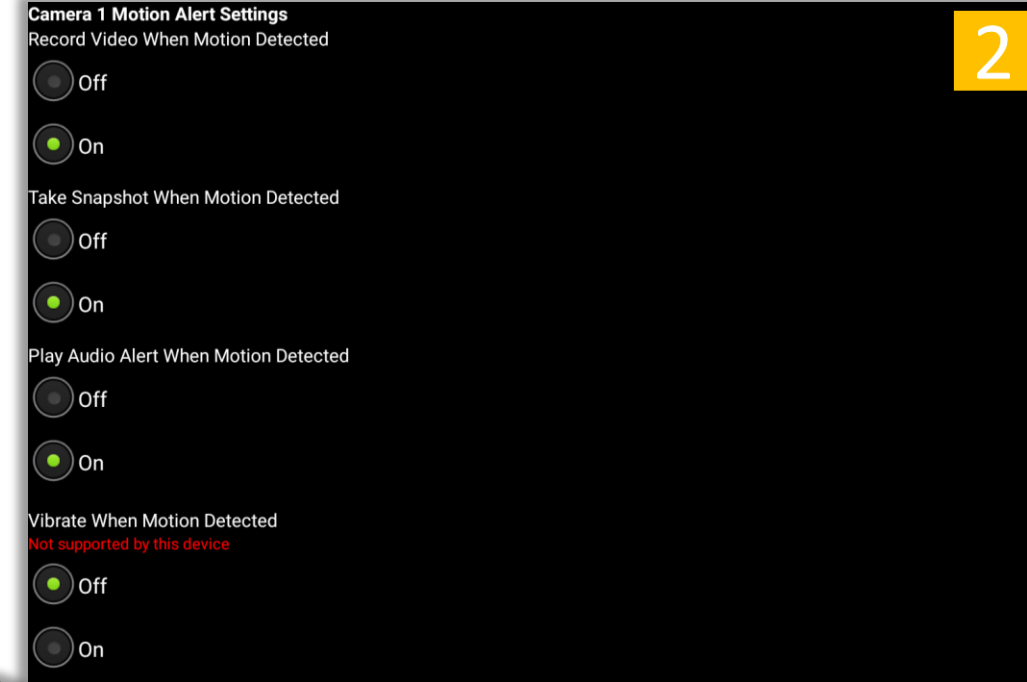 Camera 1 Motion Alert Settings
2
Record Video When Motion Detected
Off
On
Take Snapshot When Motion Detected
Off
On
Play Audio Alert When Motion Detected
Off
On
Vibrate When Motion Detected
Not supported by this device
Off
On